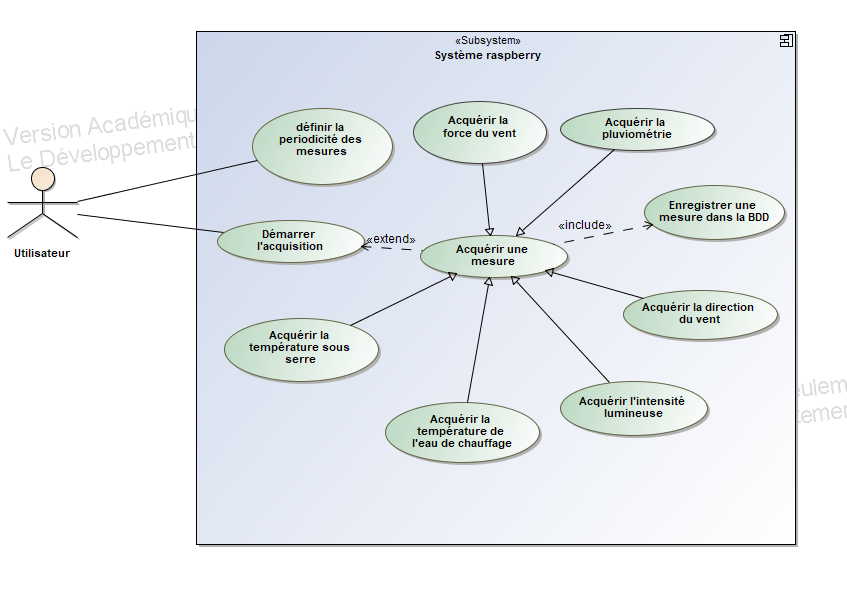 «Subsystem»
Système raspberry
Version Académiqu
Le Développement
définir la
periodicité des
mesures
Acquérir la
force du vent
Acquérir la
pluviométrie
Enregistrer une
mesure dans la BDD
«include»
Démarrer
l'acquisition
«extend»
Acquérir une
mesure
Utilisateur
Acquérir la direction
du vent
Acquérir la
température sous
serre
Acquérir l'intensité
lumineuse
Acquérir la
température de
l'eau de chauffage